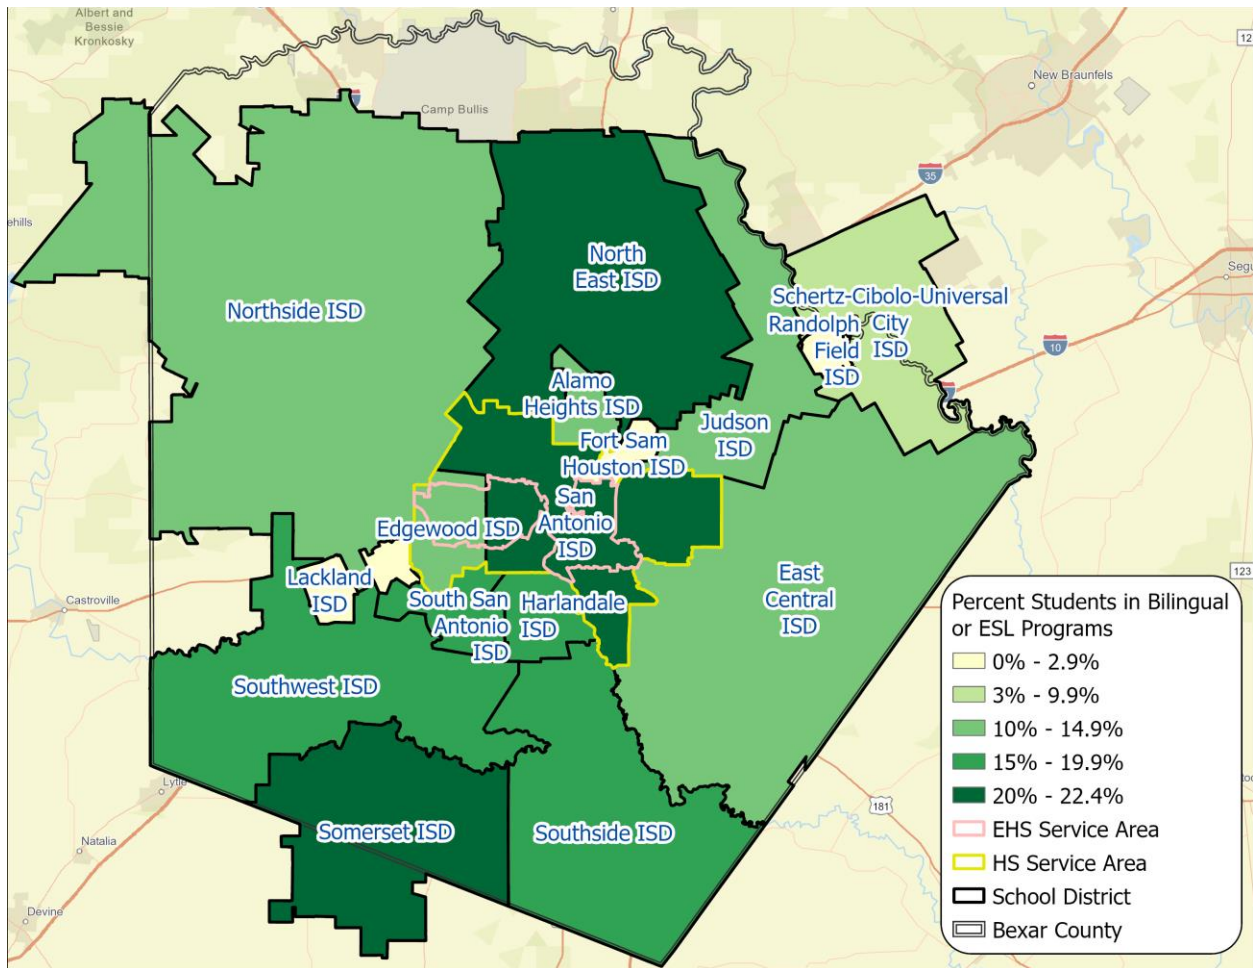 Albert and
Bessie
Kronkosky
Camp Bullis
New Braunfels
12
35
ehills
North
East ISD
Northside ISD
Schertz-Cibolo-Universal
City
ISD
Randolph
Field
ISD
Segu
10
Alamo
Heights ISD
Judson
ISD
Fort Sam
Houston ISD
San
Antonio
ISD
Edgewood ISD
Lackland
ISD
Castroville
South San
Antonio
ISD
Harlandale
ISD
East
Central
ISD
123
Southwest ISD
Lytle
181
Natalia
Somerset ISD
Southside ISD
Devine
Percent Students in Bilingual
or ESL Programs
0% - 2.9%
3% - 9.9%
10% - 14.9%
15% - 19.9%
20% - 22.4%
EHS Service Area
HS Service Area
School District
Bexar County